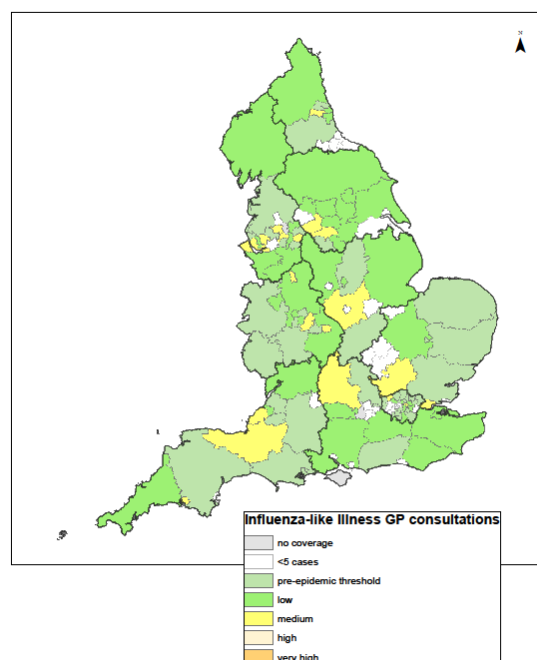 N
Influenza-like Illness GP consultations
no coverage
<5 cases
pre-epidemic threshold
low
medium
high
very high